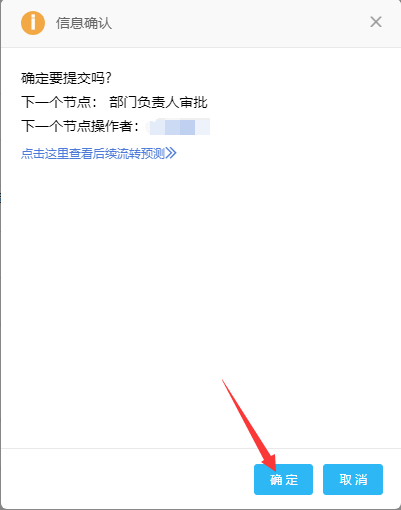 信息确认
确定要提交吗?
下一个节点： 部门负责人审批
下一个节点操作者：
点击这里查看后续流转预测
确 定
取 消